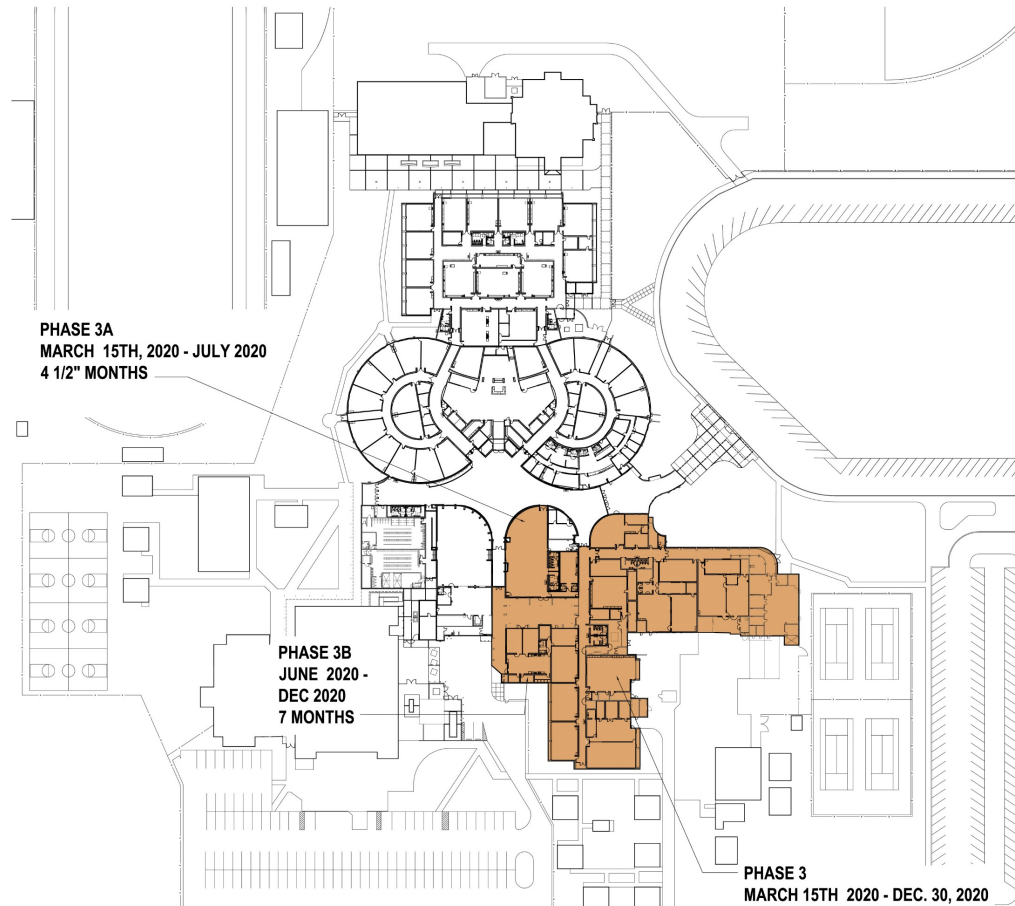 PHASE 3A
MARCH 15TH, 2020 - JULY 2020
4 1/2" MONTHS
PHASE 3B
JUNE 2020 -
DEC 2020
7 MONTHS
PHASE 3
MARCH 15TH 2020 - DEC. 30, 2020